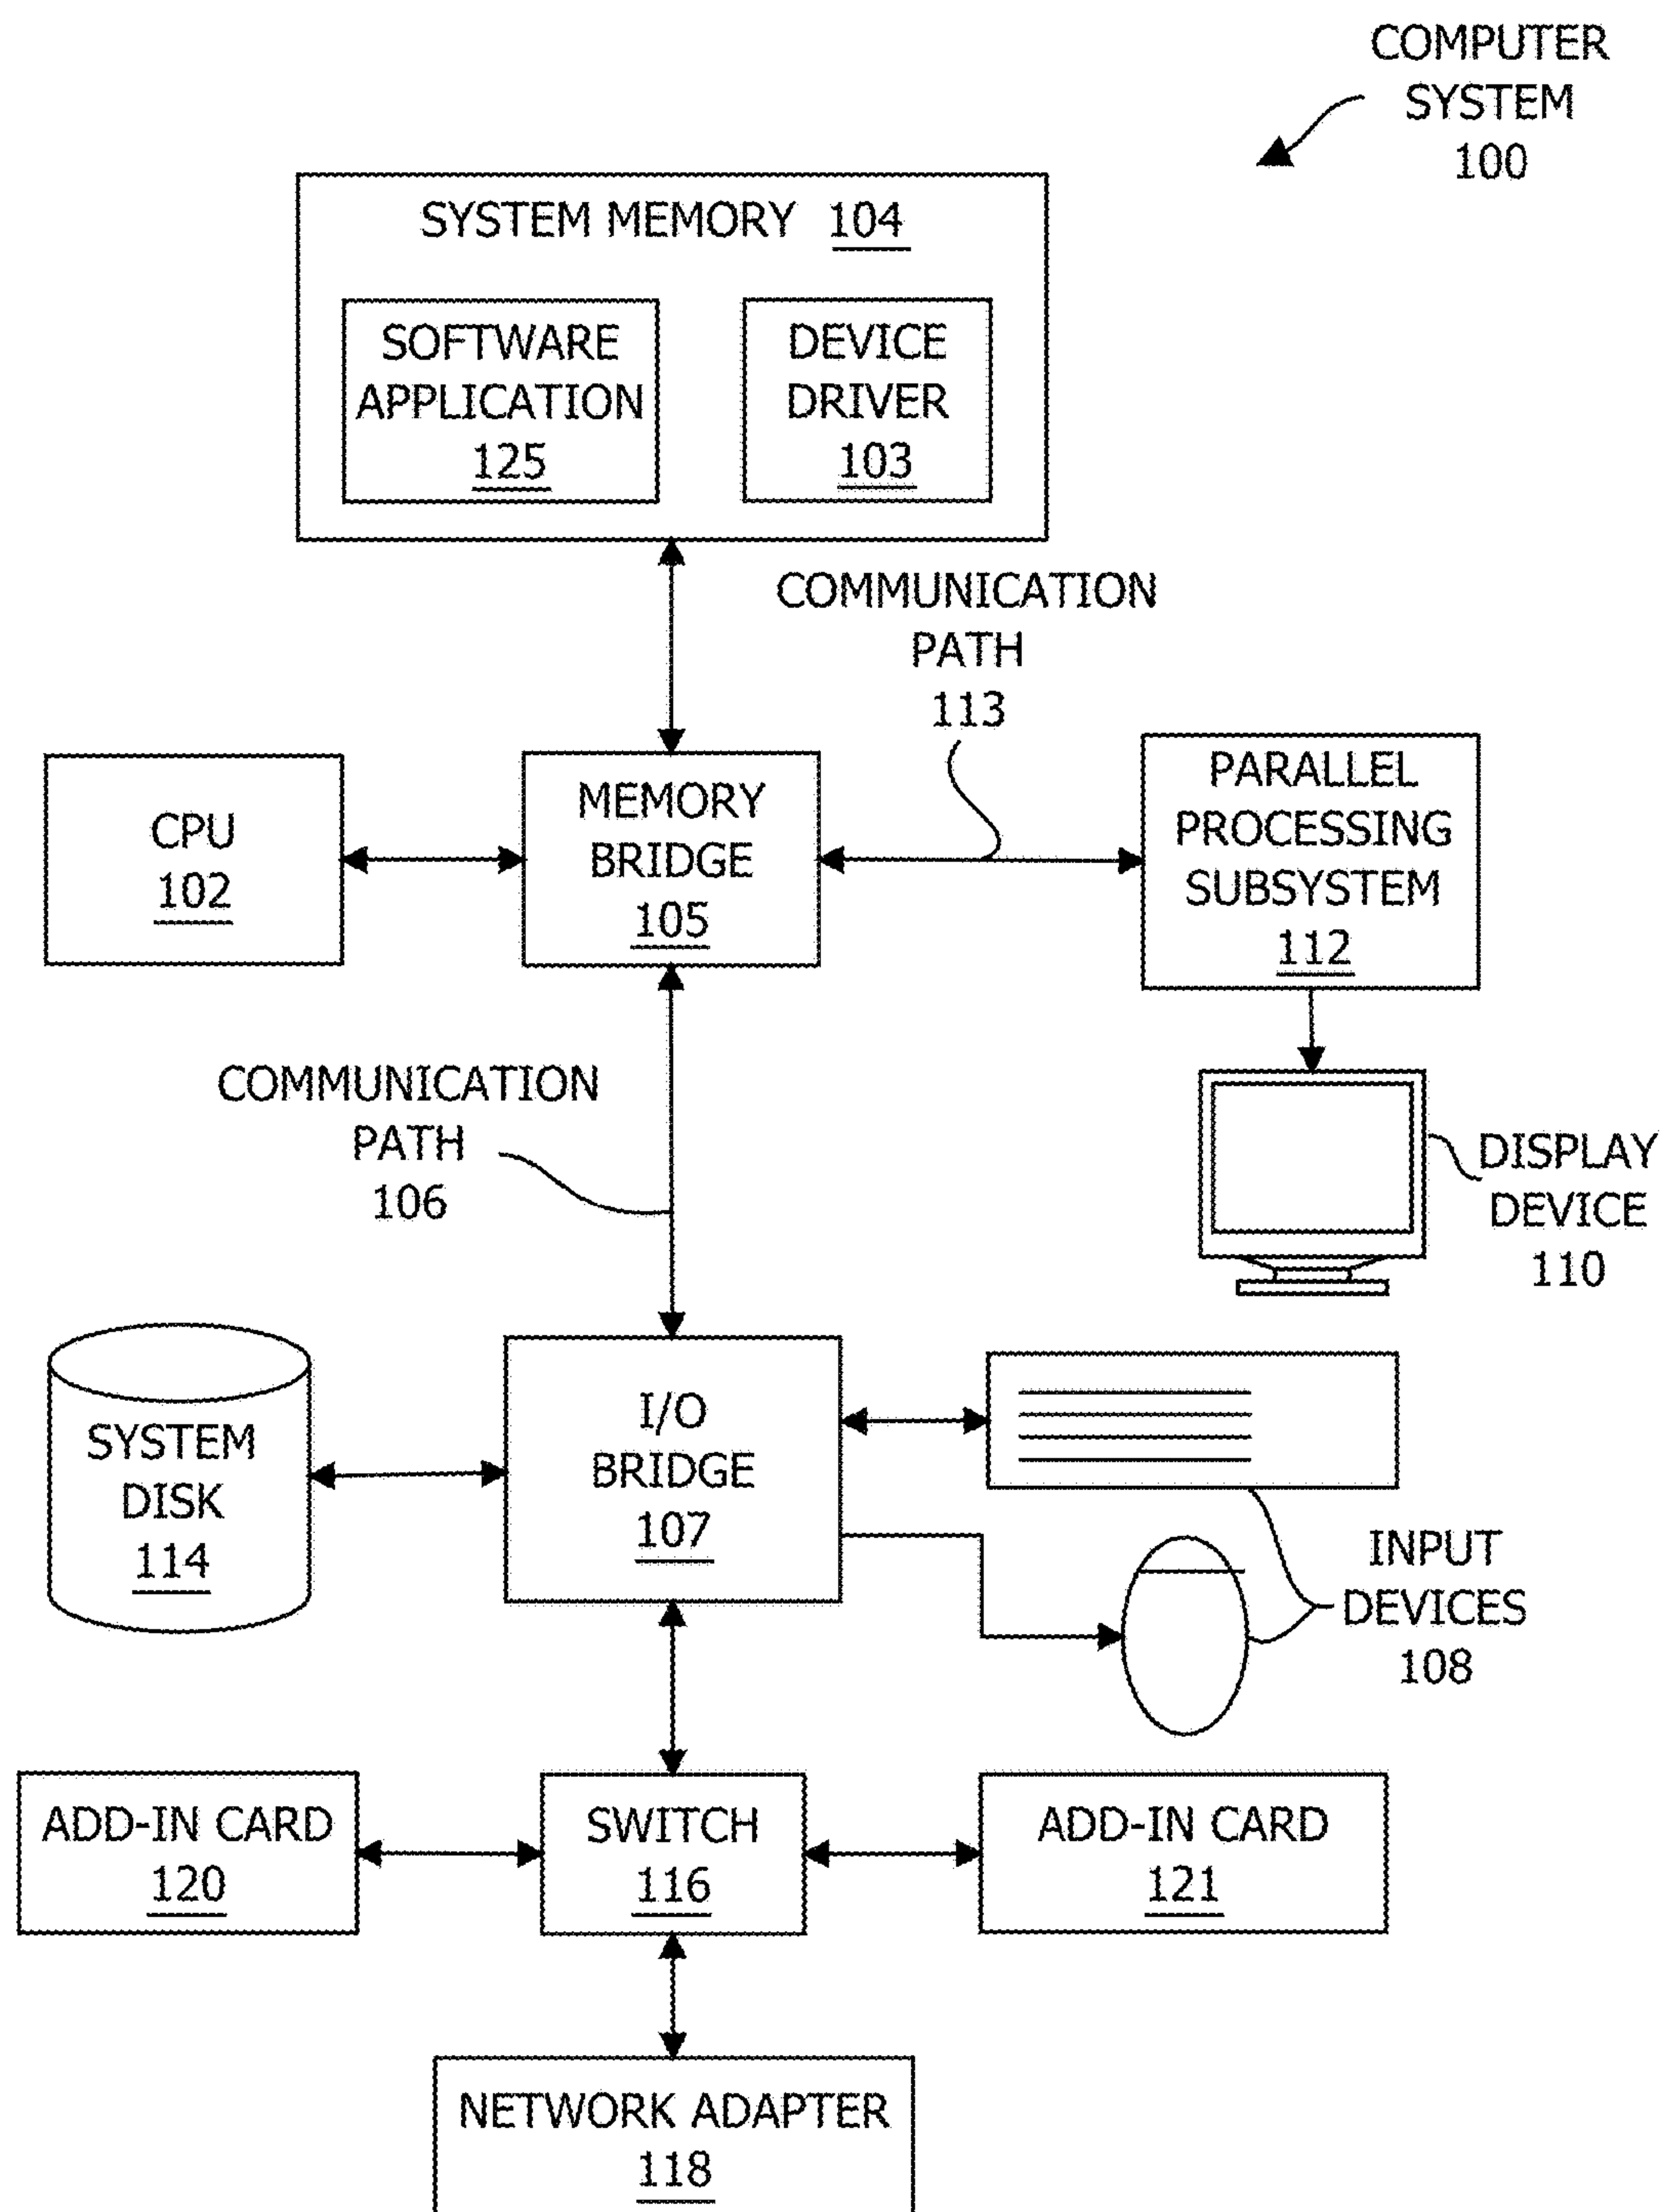 COMPUTER
SYSTEM
100
SYSTEM MEMORY 104
SOFTWARE
APPLICATION
125
DEVICE
DRIVER
103
COMMUNICATION
PATH
113
CPU
102
MEMORY
BRIDGE
105
PARALLEL
PROCESSING
SUBSYSTEM
112
COMMUNICATION
PATH
106
DISPLAY
DEVICE
110
SYSTEM
DISK
114
I/O
BRIDGE
107
INPUT
DEVICES
108
ADD-IN CARD
120
SWITCH
116
ADD-IN CARD
121
NETWORK ADAPTER
118